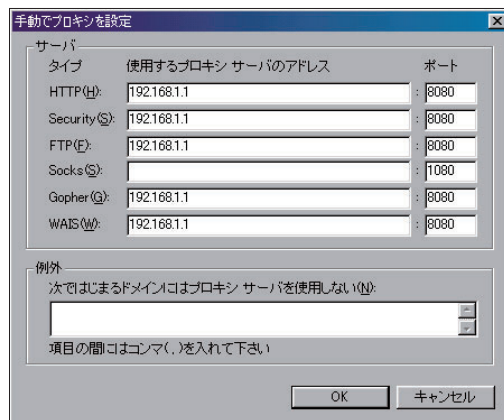 手動でプロキシを設定
サーバ
タイプ 使用するプロキシ サーバのアドレス ポート
HTTP(H): 192.168.1.1 : 8080
Security(S): 192.168.1.1 : 8080
FTP(F): 192.168.1.1 : 8080
Socks(S): : 1080
Gopher(G): 192.168.1.1 : 8080
WAIS(W): 192.168.1.1 : 8080
例外
次ではじまるドメインにはプロキシ サーバを使用しない(N):
項目の間にはコンマ(,)を入れて下さい
OK キャンセル